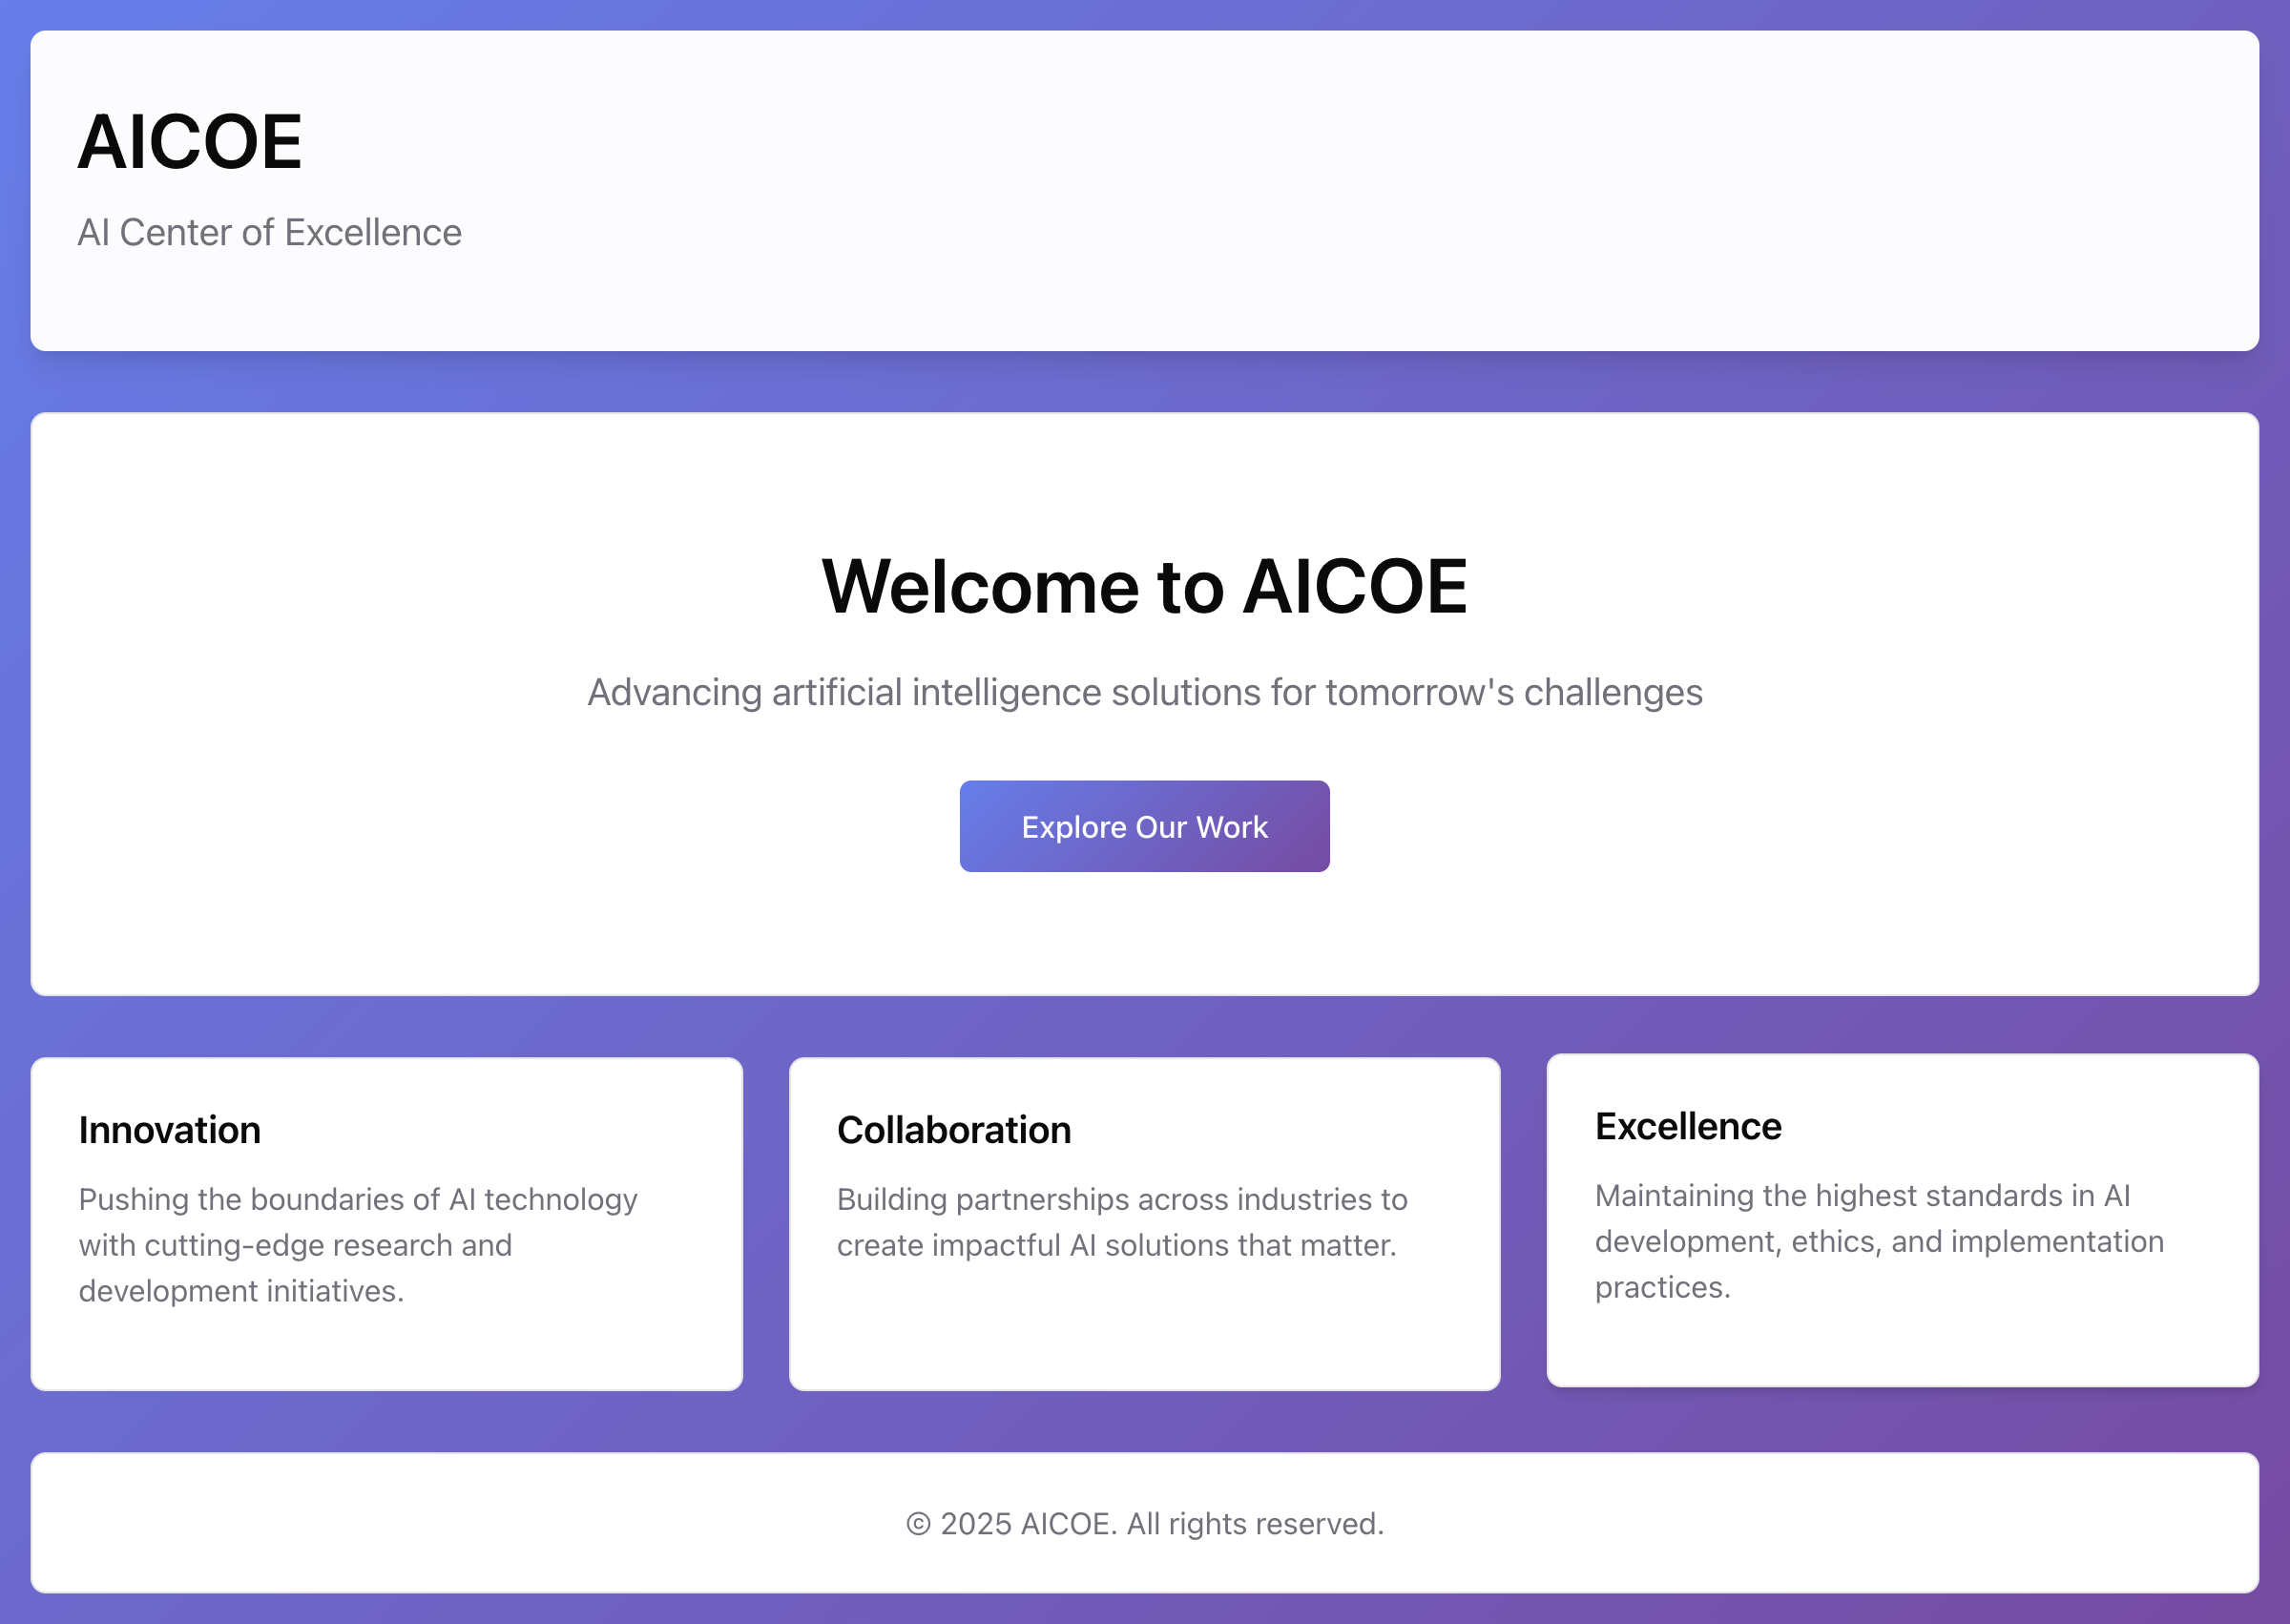 AICOE
AI Center of Excellence
Welcome to AICOE
Advancing artificial intelligence solutions for tomorrow's challenges
Explore Our Work
Innovation
Pushing the boundaries of AI technology
with cutting-edge research and
development initiatives.
Collaboration
Building partnerships across industries to
create impactful AI solutions that matter.
Excellence
Maintaining the highest standards in AI
development, ethics, and implementation
practices.
© 2025 AICOE. All rights reserved.